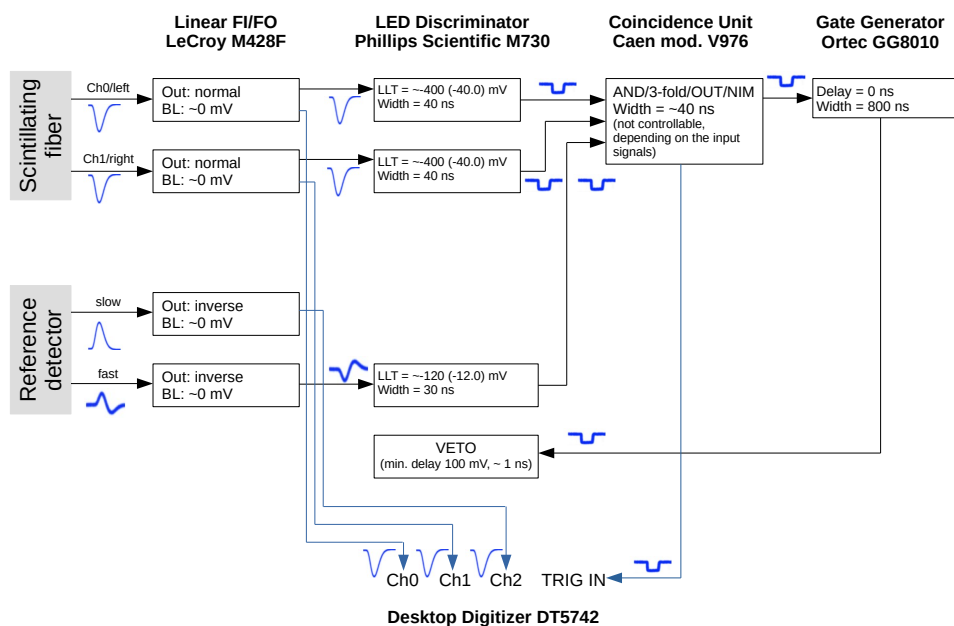 Linear FI/FO
LeCroy M428F
LED Discriminator
Phillips Scientific M730
Coincidence Unit
Caen mod. V976
Gate Generator
Ortec GG8010
Scintillating
fiber
Ch0/left
Out: normal
BL: ~0 mV
LLT = ~-400 (-40.0) mV
Width = 40 ns
AND/3-fold/OUT/NIM
Width = ~40 ns
(not controllable,
depending on the input
signals)
Delay = 0 ns
Width = 800 ns
Ch1/right
Out: normal
BL: ~0 mV
LLT = ~-400 (-40.0) mV
Width = 40 ns
Reference
detector
slow
Out: inverse
BL: ~0 mV
fast
Out: inverse
BL: ~0 mV
LLT = ~-120 (-12.0) mV
Width = 30 ns
VETO
(min. delay 100 mV, ~ 1 ns)
Ch0
Ch1
Ch2
TRIG IN
Desktop Digitizer DT5742